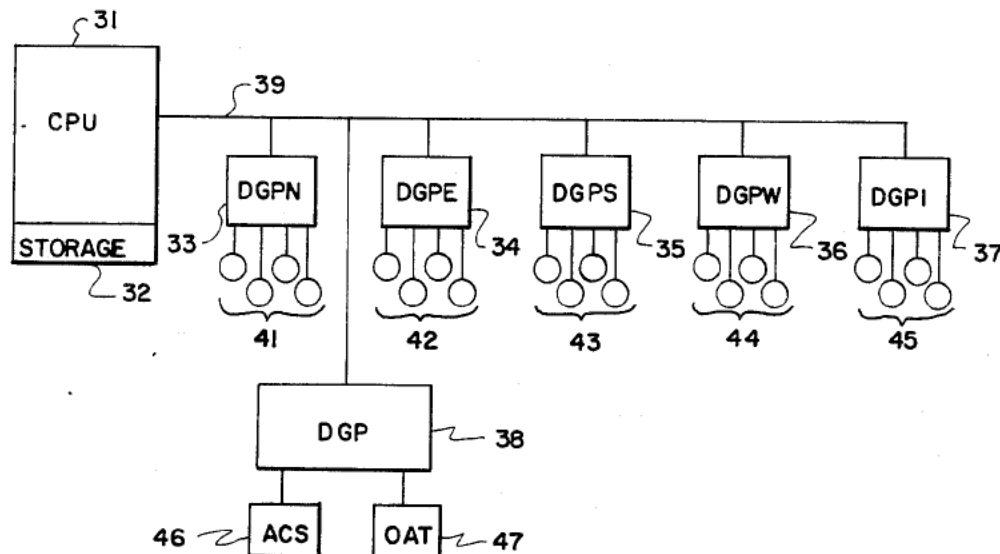 31
CPU
STORAGE
32
39
DGPN
33
41
DGPE
34
42
DGPS
35
43
DGPW
36
44
DGPI
37
45
DGP
38
46
ACS
OAT
47